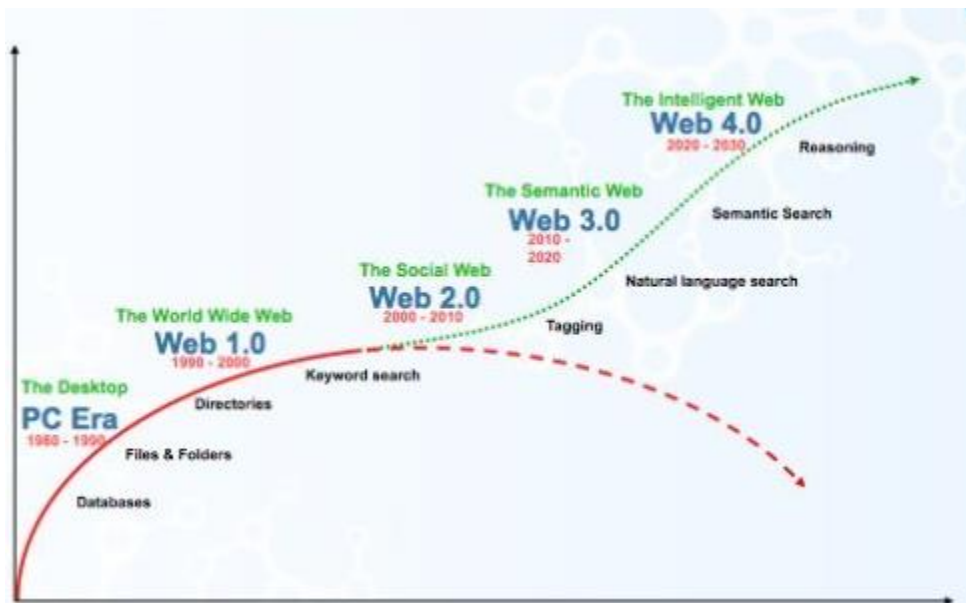 The Intelligent Web
Web 4.0
2020 - 2030
Reasoning
The Semantic Web
Web 3.0
2010 -
2020
Semantic Search
The Social Web
Web 2.0
2000 - 2010
Natural language search
Tagging
The World Wide Web
Web 1.0
1990 - 2000
Keyword search
The Desktop
PC Era
1980 - 1990
Directories
Files & Folders
Databases